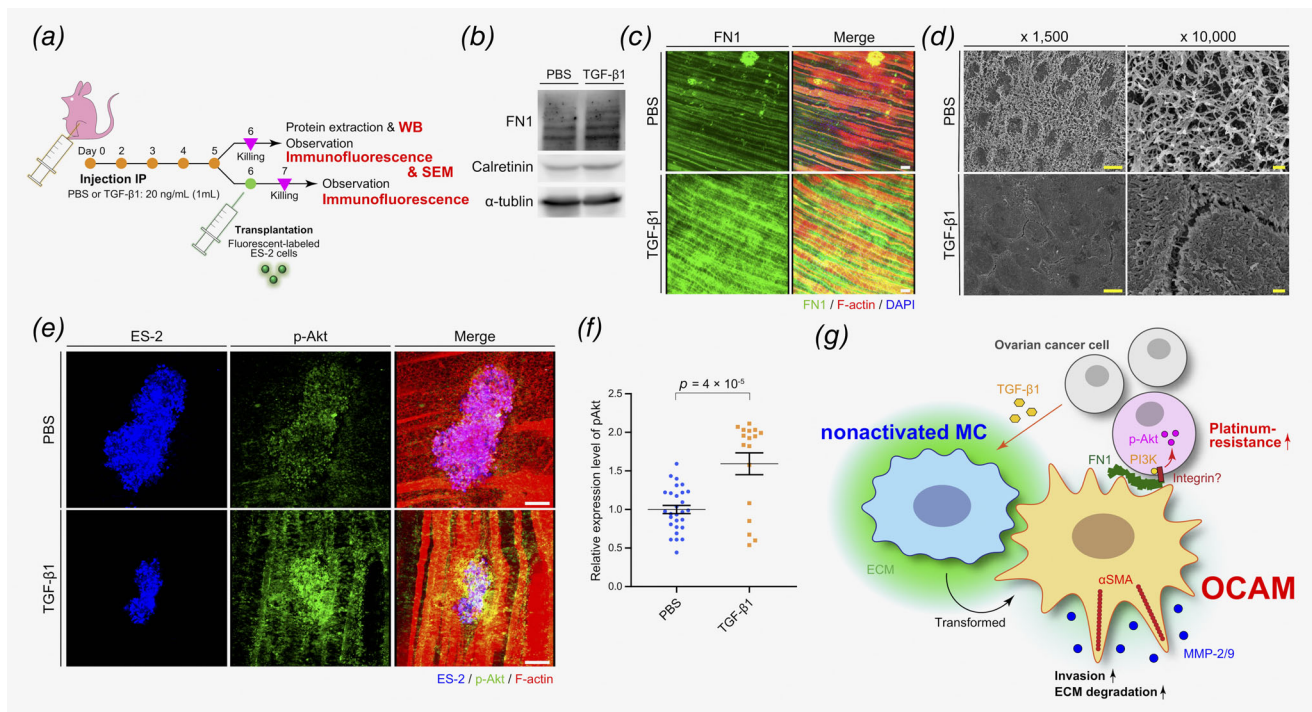 (a)
Day 0 2 3 4 5
Injection IP
PBS or TGF-β1: 20 ng/mL (1mL)
6
Killing
Protein extraction & WB
Observation
Immunofluorescence
& SEM
6
7
Killing
Observation
Immunofluorescence
Transplantation
Fluorescent-labeled
ES-2 cells
(b)
PBS TGF-β1
FN1
Calretinin
α-tublin
(c)
FN1 Merge
PBS
TGF-β1
FN1 / F-actin / DAPI
(d)
x 1,500 x 10,000
PBS
TGF-β1
(e)
ES-2 p-Akt Merge
PBS
TGF-β1
ES-2 / p-Akt / F-actin
(f)
p = 4 × 10-5
Relative expression level of pAkt
2.5
2.0
1.5
1.0
0.5
0.0
PBS
TGF-β1
(g)
Ovarian cancer cell
TGF-β1
nonactivated MC
p-Akt
Platinum-
resistance
FN1
PI3K
Integrin?
ECM
αSMA
OCAM
Transformed
MMP-2/9
Invasion
ECM degradation